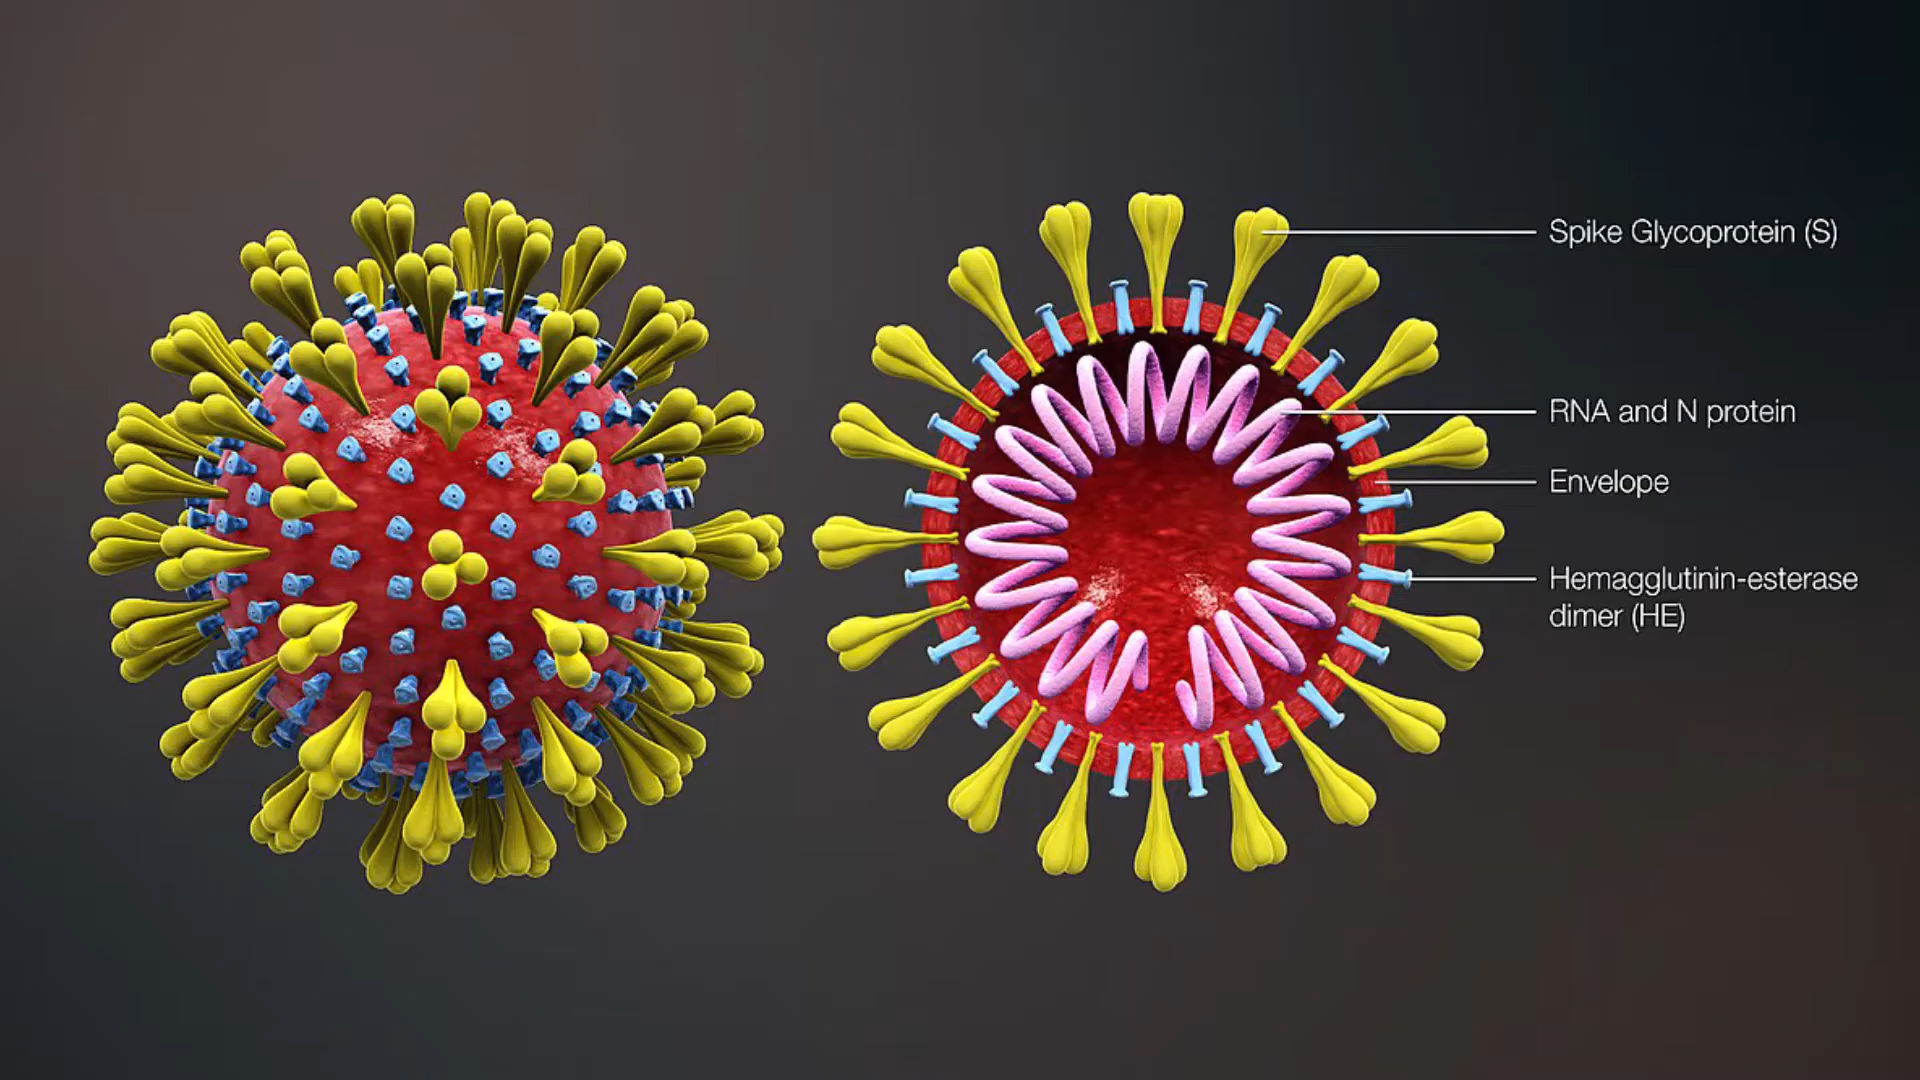 Spike Glycoprotein (S)
RNA and N protein
Envelope
Hemagglutinin-esterase
dimer (HE)